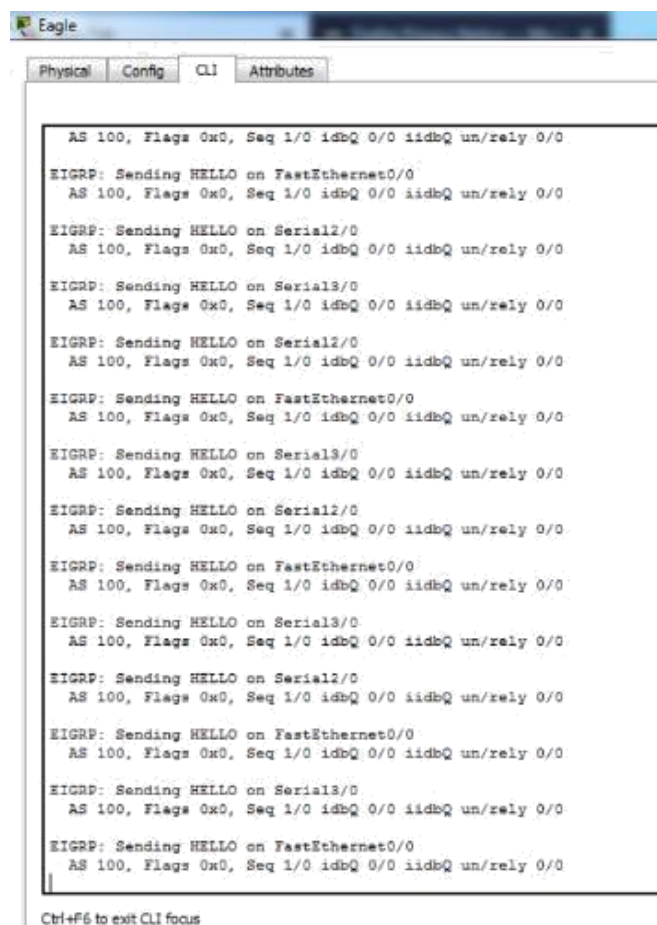 Eagle
Physical Config CLI Attributes
AS 100, Flags 0x0, Seq 1/0 idbQ 0/0 iidbQ un/rely 0/0
EIGRP: Sending HELLO on FastEthernet0/0
AS 100, Flags 0x0, Seq 1/0 idbQ 0/0 iidbQ un/rely 0/0
EIGRP: Sending HELLO on Serial2/0
AS 100, Flags 0x0, Seq 1/0 idbQ 0/0 iidbQ un/rely 0/0
EIGRP: Sending HELLO on Serial3/0
AS 100, Flags 0x0, Seq 1/0 idbQ 0/0 iidbQ un/rely 0/0
EIGRP: Sending HELLO on Serial2/0
AS 100, Flags 0x0, Seq 1/0 idbQ 0/0 iidbQ un/rely 0/0
EIGRP: Sending HELLO on FastEthernet0/0
AS 100, Flags 0x0, Seq 1/0 idbQ 0/0 iidbQ un/rely 0/0
EIGRP: Sending HELLO on Serial3/0
AS 100, Flags 0x0, Seq 1/0 idbQ 0/0 iidbQ un/rely 0/0
EIGRP: Sending HELLO on Serial2/0
AS 100, Flags 0x0, Seq 1/0 idbQ 0/0 iidbQ un/rely 0/0
EIGRP: Sending HELLO on FastEthernet0/0
AS 100, Flags 0x0, Seq 1/0 idbQ 0/0 iidbQ un/rely 0/0
EIGRP: Sending HELLO on Serial3/0
AS 100, Flags 0x0, Seq 1/0 idbQ 0/0 iidbQ un/rely 0/0
EIGRP: Sending HELLO on Serial2/0
AS 100, Flags 0x0, Seq 1/0 idbQ 0/0 iidbQ un/rely 0/0
EIGRP: Sending HELLO on FastEthernet0/0
AS 100, Flags 0x0, Seq 1/0 idbQ 0/0 iidbQ un/rely 0/0
EIGRP: Sending HELLO on Serial3/0
AS 100, Flags 0x0, Seq 1/0 idbQ 0/0 iidbQ un/rely 0/0
EIGRP: Sending HELLO on FastEthernet0/0
AS 100, Flags 0x0, Seq 1/0 idbQ 0/0 iidbQ un/rely 0/0
Ctrl+F6 to exit CLI focus